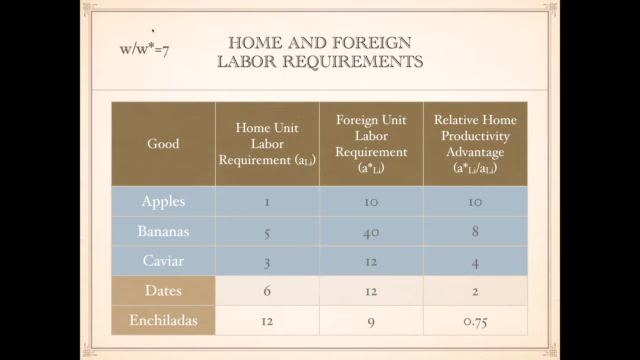 w/w*=7
HOME AND FOREIGN
LABOR REQUIREMENTS
Good
Home Unit
Labor
Requirement (aLi)
Foreign Unit
Labor
Requirement
(a*Li)
Relative Home
Productivity
Advantage
(a*Li/aLi)
Apples 1 10 10
Bananas 5 40 8
Caviar 3 12 4
Dates 6 12 2
Enchiladas 12 9 0.75